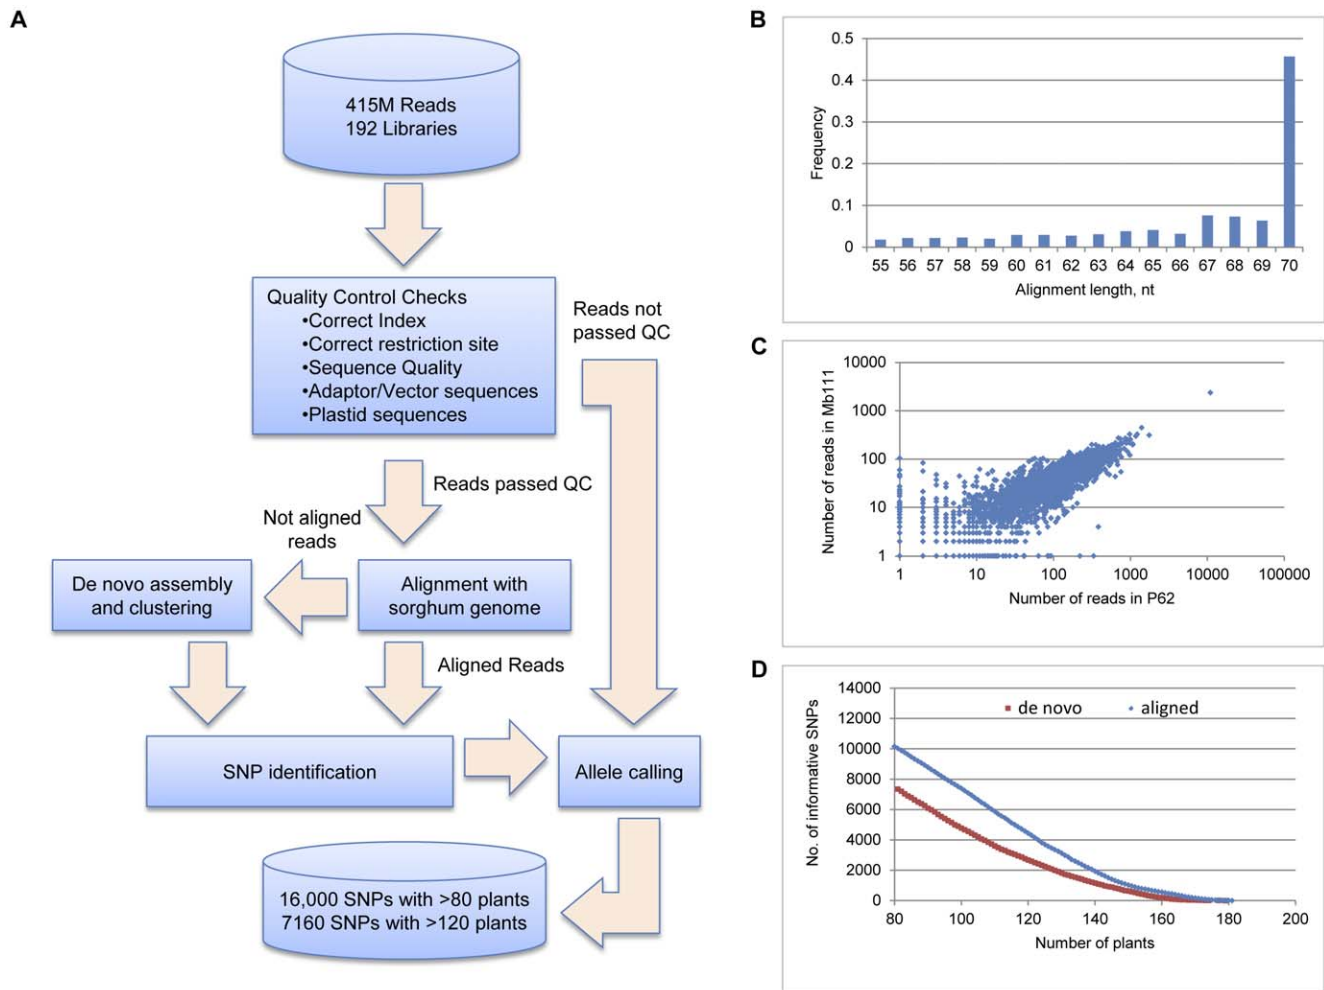 A
415M Reads
192 Libraries
Quality Control Checks
•Correct Index
•Correct restriction site
•Sequence Quality
•Adaptor/Vector sequences
•Plastid sequences
Reads not
passed QC
Reads passed QC
Not aligned
reads
De novo assembly
and clustering
Alignment with
sorghum genome
Aligned Reads
SNP identification
Allele calling
16,000 SNPs with >80 plants
7160 SNPs with >120 plants
B
Frequency
0.5
0.4
0.3
0.2
0.1
0
55 56 57 58 59 60 61 62 63 64 65 66 67 68 69 70
Alignment length, nt
C
Number of reads in Mb111
10000
1000
100
10
1
1 10 100 1000 10000 100000
Number of reads in P62
D
No. of informative SNPs
14000
12000
10000
8000
6000
4000
2000
0
de novo aligned
80 100 120 140 160 180 200
Number of plants